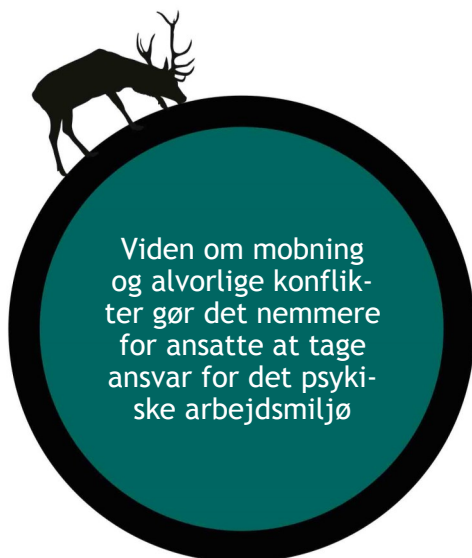 Viden om mobning
og alvorlige konflik-
ter gør det nemmere
for ansatte at tage
ansvar for det psyki-
ske arbejdsmiljø